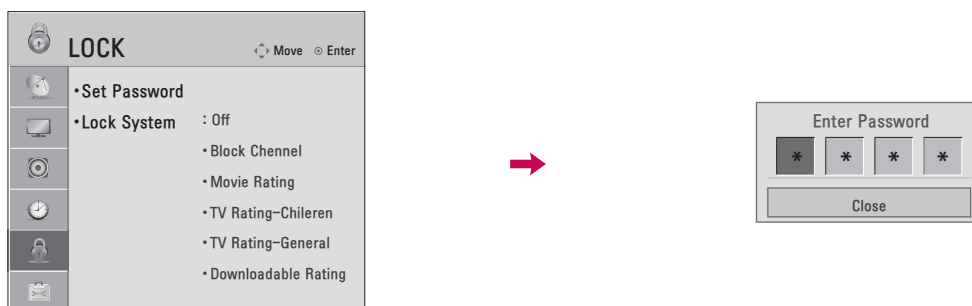 LOCK
Move Enter
•Set Password
•Lock System : Off
•Block Chennel
•Movie Rating
•TV Rating-Chileren
•TV Rating-General
•Downloadable Rating
Enter Password
* * * *
Close